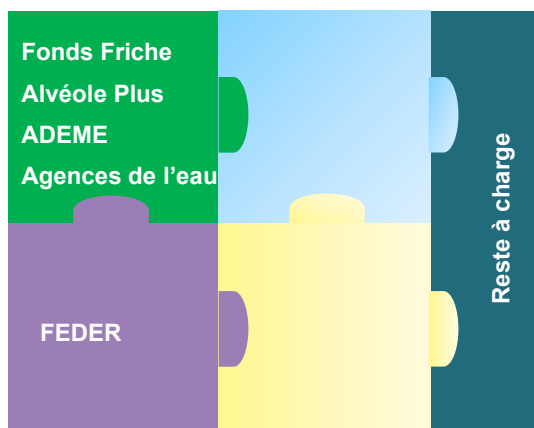 Fonds Friche
Alvéole Plus
ADEME
Agences de l'eau
FEDER
Reste à charge